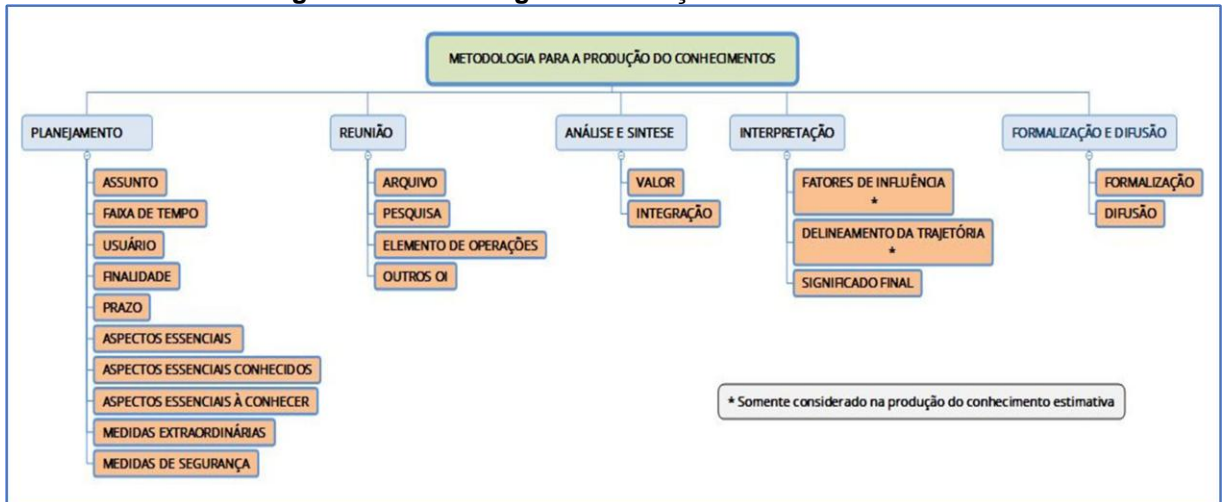 METODOLOGIA PARA A PRODUÇÃO DO CONHECIMENTOS
PLANEJAMENTO
ASSUNTO
FAIXA DE TEMPO
USUÁRIO
FINALIDADE
PRAZO
ASPECTOS ESSENCIAIS
ASPECTOS ESSENCIAIS CONHECIDOS
ASPECTOS ESSENCIAIS À CONHECER
MEDIDAS EXTRAORDINÁRIAS
MEDIDAS DE SEGURANÇA
REUNIÃO
ARQUIVO
PESQUISA
ELEMENTO DE OPERAÇÕES
OUTROS OI
ANÁLISE E SINTESE
VALOR
INTEGRAÇÃO
INTERPRETAÇÃO
FATORES DE INFLUÊNCIA
*
DELINEAMENTO DA TRAJETÓRIA
*
SIGNIFICADO FINAL
FORMALIZAÇÃO E DIFUSÃO
FORMALIZAÇÃO
DIFUSÃO
* Somente considerado na produção do conhecimento estimativa